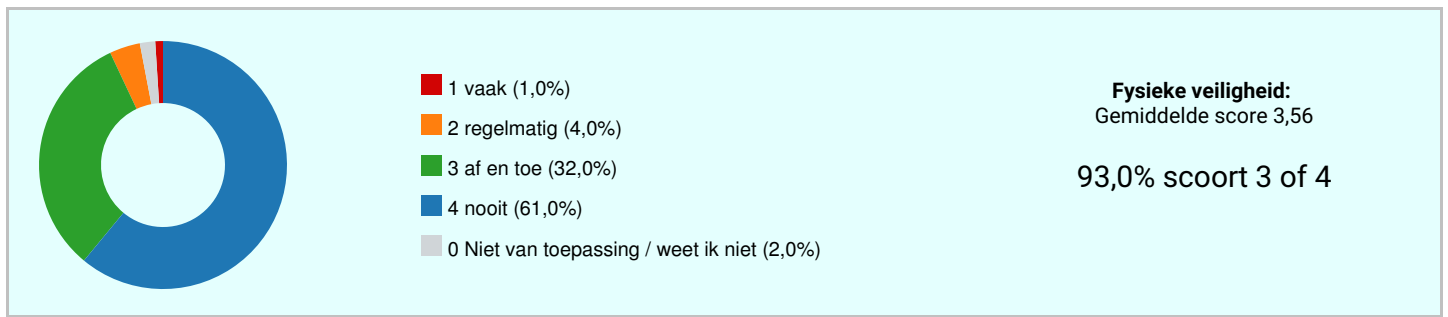 1 vaak (1,0%)
2 regelmatig (4,0%)
3 af en toe (32,0%)
4 nooit (61,0%)
0 Niet van toepassing / weet ik niet (2,0%)
Fysieke veiligheid:
Gemiddelde score 3,56
93,0% scoort 3 of 4